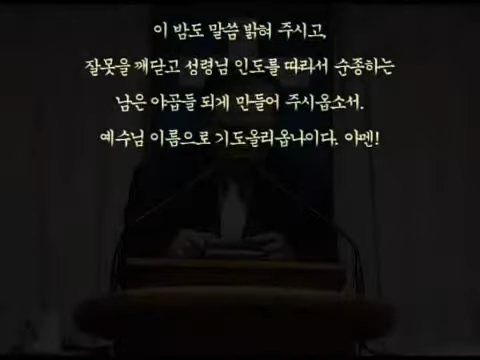 이 밤도 말씀 밝혀 주시고,
잘못을 깨닫고 성령님 인도를 따라서 순종하는
남은 야곱들 되게 만들어 주시옵소서.
예수님 이름으로 기도올리옵나이다. 아멘!